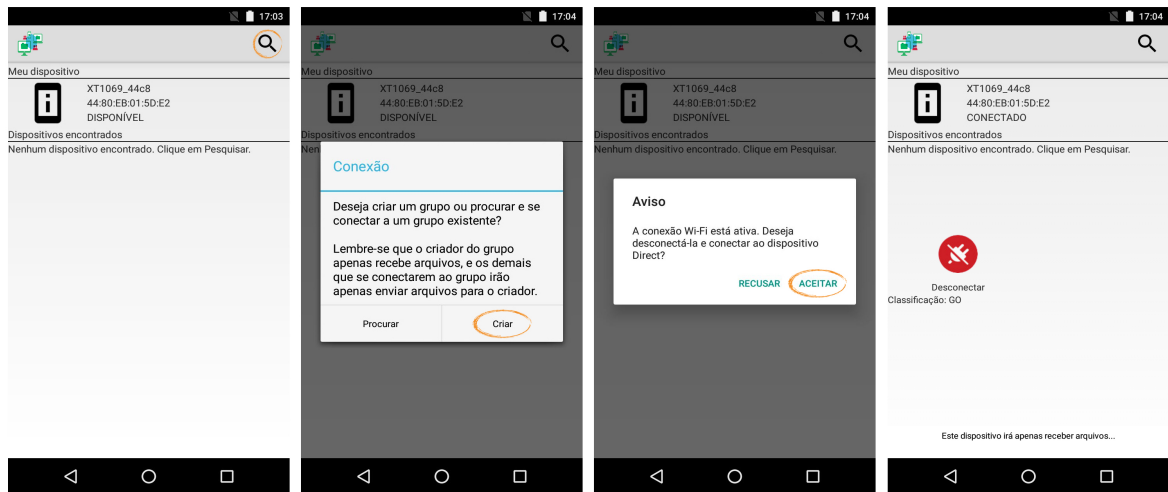 17:03
Meu dispositivo
XT1069_44c8
44:80:EB:01:5D:E2
DISPONÍVEL
Dispositivos encontrados
Nenhum dispositivo encontrado. Clique em Pesquisar.
17:04
Meu dispositivo
XT1069_44c8
44:80:EB:01:5D:E2
DISPONÍVEL
Dispositivos encontrados
Nen
Conexão
Deseja criar um grupo ou procurar e se
conectar a um grupo existente?
Lembre-se que o criador do grupo
apenas recebe arquivos, e os demais
que se conectarem ao grupo irão
apenas enviar arquivos para o criador.
Procurar
Criar
17:04
Meu dispositivo
XT1069_44c8
44:80:EB:01:5D:E2
DISPONÍVEL
Dispositivos encontrados
Nenhum dispositivo encontrado. Clique em Pesquisar.
Aviso
A conexão Wi-Fi está ativa. Deseja
desconectá-la e conectar ao dispositivo
Direct?
RECUSAR ACEITAR
17:04
Meu dispositivo
XT1069_44c8
44:80:EB:01:5D:E2
CONECTADO
Dispositivos encontrados
Nenhum dispositivo encontrado. Clique em Pesquisar.
Desconectar
Classificação: GO
Este dispositivo irá apenas receber arquivos...